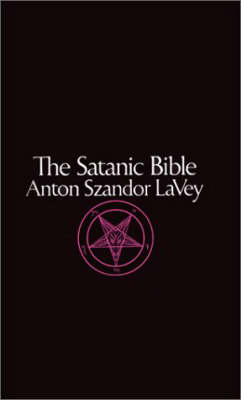 The Satanic Bible
Anton Szandor LaVey